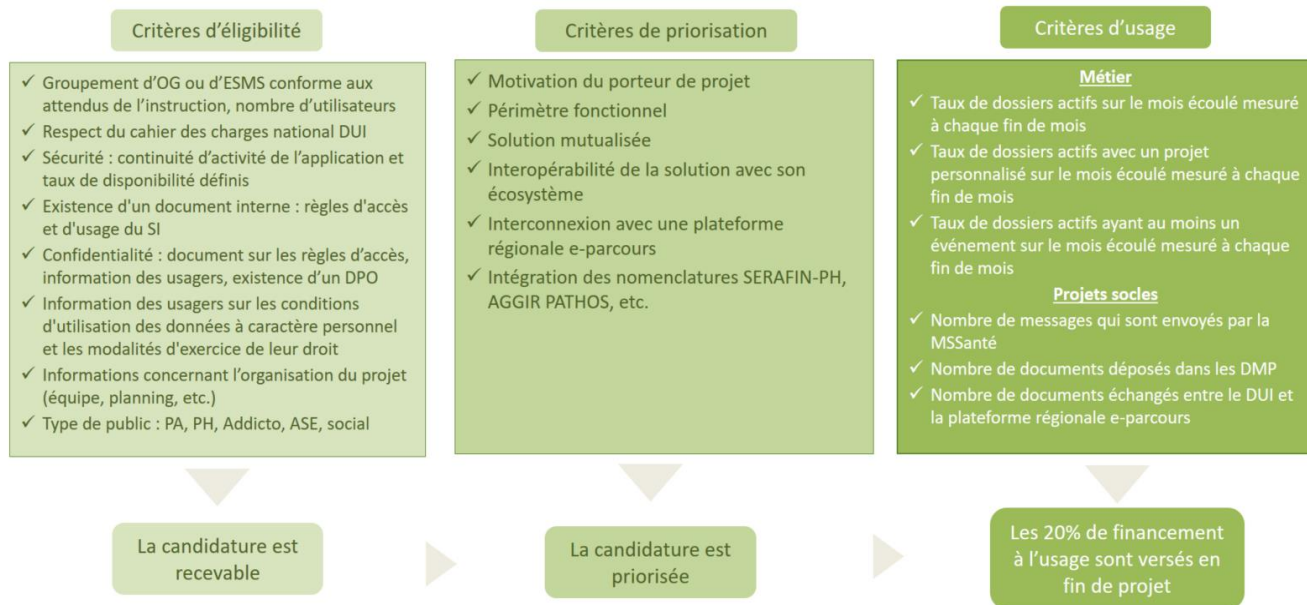 Critères d'éligibilité
✓ Groupement d'OG ou d'ESMS conforme aux
attendus de l'instruction, nombre d'utilisateurs
✓ Respect du cahier des charges national DUI
✓ Sécurité : continuité d'activité de l'application et
taux de disponibilité définis
✓ Existence d'un document interne : règles d'accès
et d'usage du SI
✓ Confidentialité : document sur les règles d'accès,
information des usagers, existence d'un DPO
✓ Information des usagers sur les conditions
d'utilisation des données à caractère personnel
et les modalités d'exercice de leur droit
✓ Informations concernant l'organisation du projet
(équipe, planning, etc.)
✓ Type de public : PA, PH, Addicto, ASE, social
La candidature est
recevable
Critères de priorisation
✓ Motivation du porteur de projet
✓ Périmètre fonctionnel
✓ Solution mutualisée
✓ Interopérabilité de la solution avec son
écosystème
✓ Interconnexion avec une plateforme
régionale e-parcours
✓ Intégration des nomenclatures SERAFIN-PH,
AGGIR PATHOS, etc.
La candidature est
priorisée
Critères d'usage
Métier
✓ Taux de dossiers actifs sur le mois écoulé mesuré
à chaque fin de mois
✓ Taux de dossiers actifs avec un projet
personnalisé sur le mois écoulé mesuré à chaque
fin de mois
✓ Taux de dossiers actifs ayant au moins un
événement sur le mois écoulé mesuré à chaque
fin de mois
Projets socles
✓ Nombre de messages qui sont envoyés par la
MSSanté
✓ Nombre de documents déposés dans les DMP
✓ Nombre de documents échangés entre le DUI et
la plateforme régionale e-parcours
Les 20% de financement
à l'usage sont versés en
fin de projet